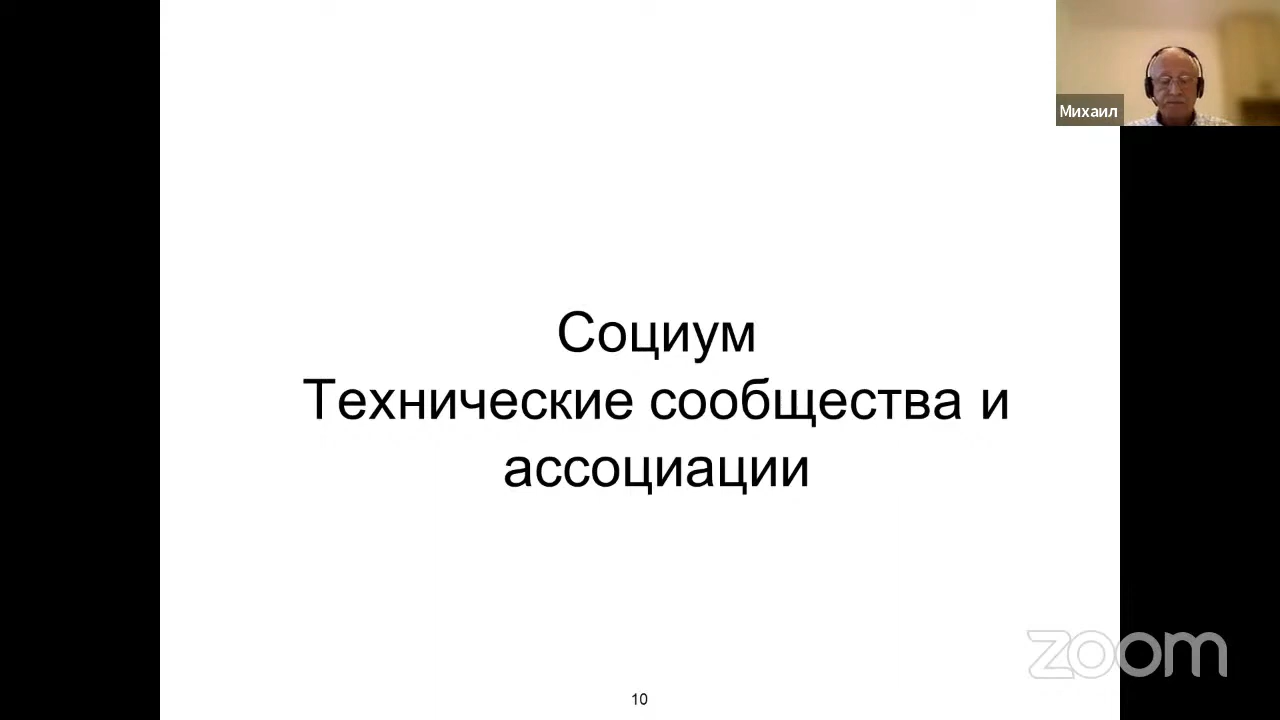 Михаил
Социум
Технические сообщества и
ассоциации
zoom
10